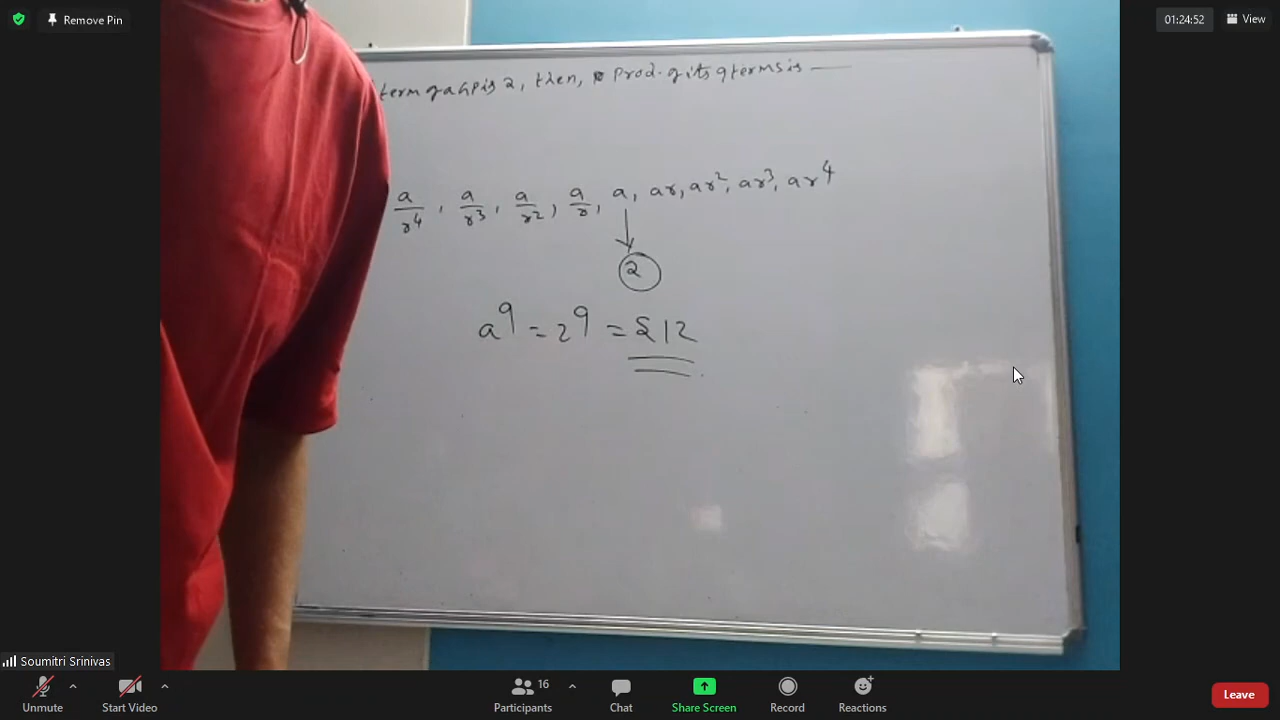 Remove Pin
01:24:52
View
term of a GP is 2, then, Prod. of its 9 terms is —
a/r⁴, a/r³, a/r², a/r, a, ar, ar², ar³, ar⁴
2
a⁹ = 2⁹ = 512
Soumitri Srinivas
Unmute
Start Video
16
Participants
Chat
Share Screen
Record
Reactions
Leave